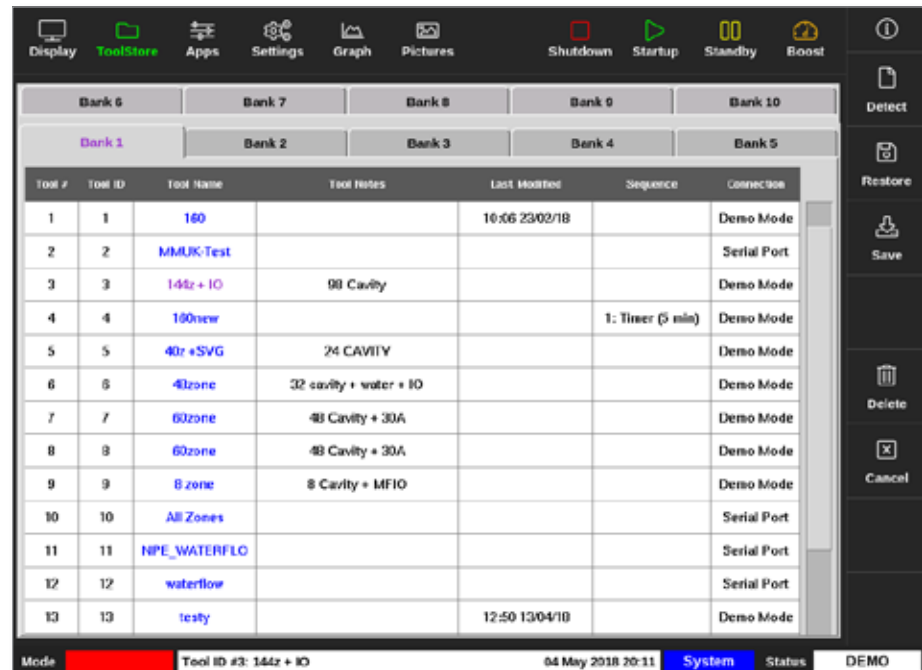 Display ToolStore Apps Settings Graph Pictures Shutdown Startup Standby Boost
Detect
Restore
Save
Delete
Cancel
Bank 6 Bank 7 Bank 8 Bank 9 Bank 10
Bank 1 Bank 2 Bank 3 Bank 4 Bank 5
Tool # Tool ID Tool Name Tool Notes Last Modified Sequence Connection
1 1 160 10:06 23/02/18 Demo Mode
2 2 MMUK-Test Serial Port
3 3 144z + IO 98 Cavity Demo Mode
4 4 160new 1: Timer (5 min) Demo Mode
5 5 40z +SVG 24 CAVITY Demo Mode
6 6 40zone 32 cavity + water + IO Demo Mode
7 7 60zone 48 Cavity + 30A Demo Mode
8 8 60zone 48 Cavity + 30A Demo Mode
9 9 8 zone 8 Cavity + MFIO Demo Mode
10 10 All Zones Serial Port
11 11 NPE_WATERFLO Serial Port
12 12 waterflow Serial Port
13 13 testy 12:50 13/04/18 Demo Mode
Mode Tool ID #3: 144z + IO 04 May 2018 20:11 System Status DEMO